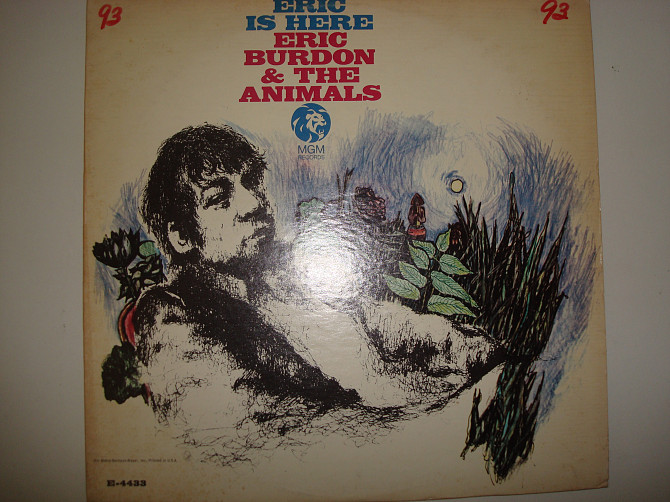 93
93
ERIC
IS HERE
ERIC
BURDON
& THE
ANIMALS
MGM
RECORDS
E-4433